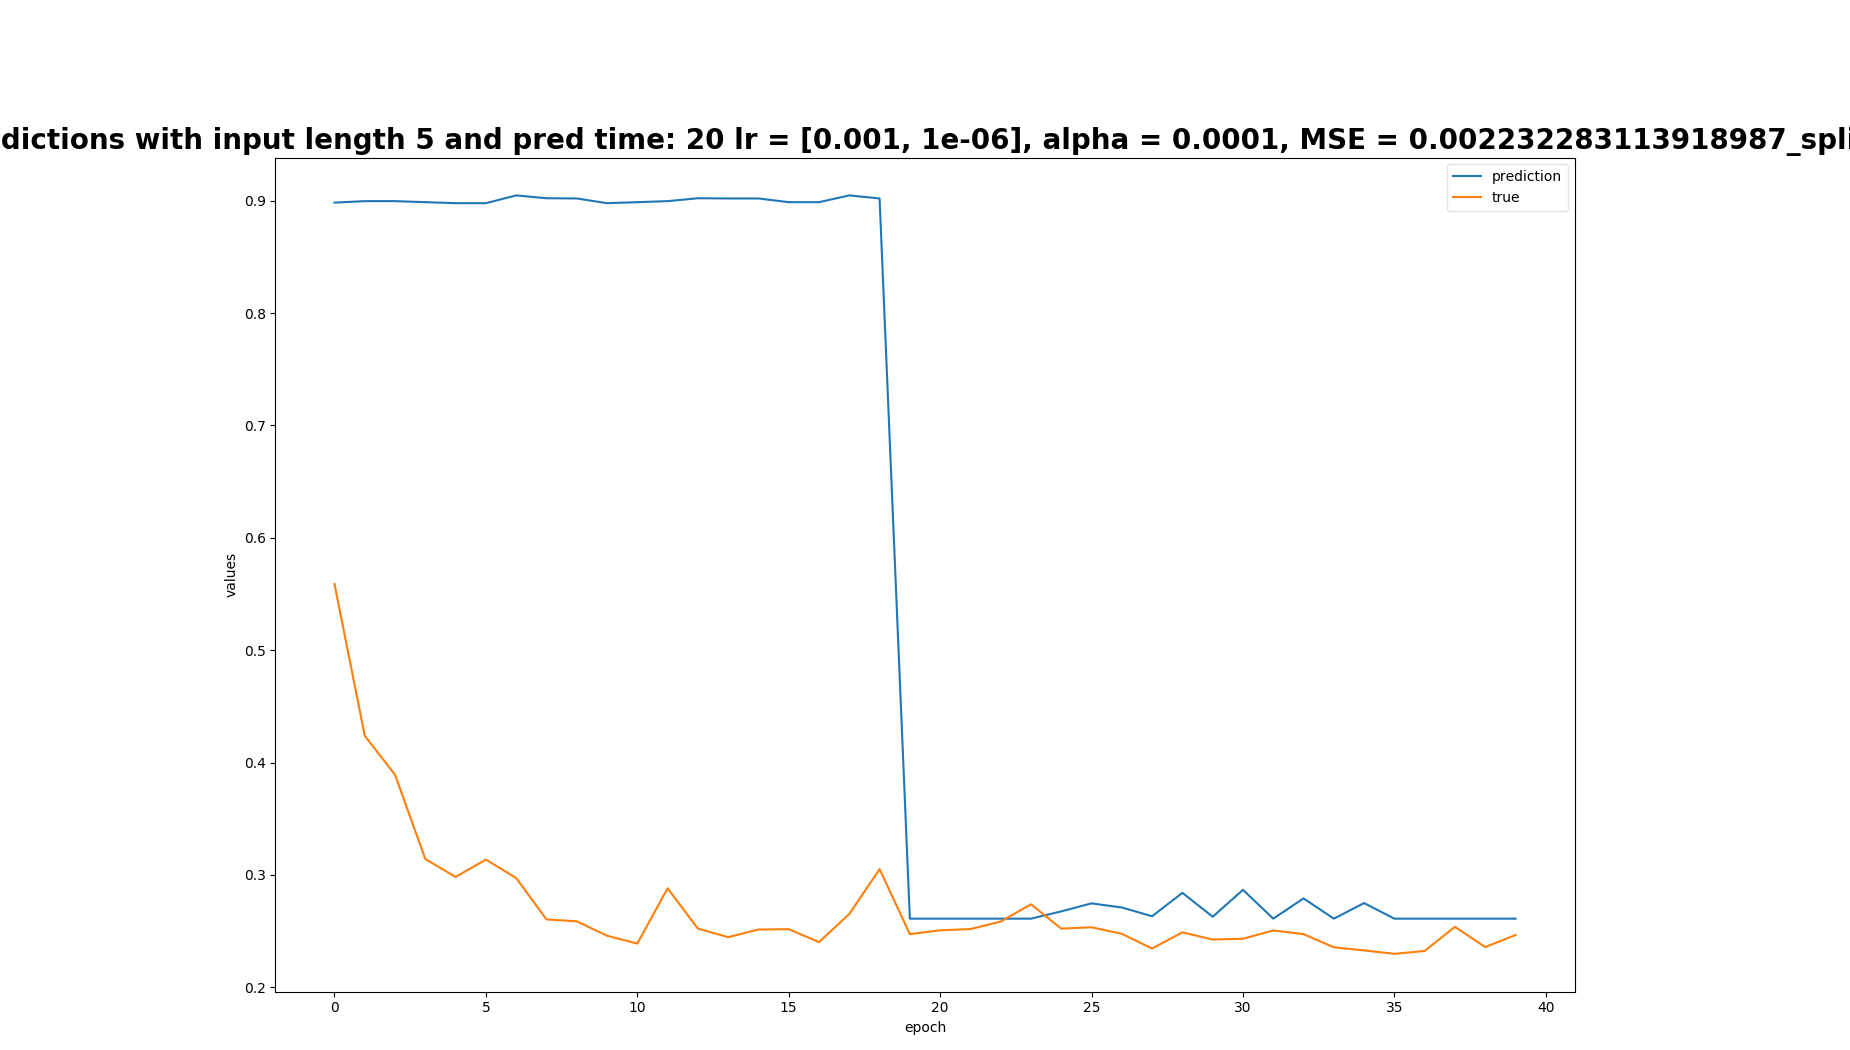 dictions with input length 5 and pred time: 20 lr = [0.001, 1e-06], alpha = 0.0001, MSE = 0.002232283113918987_spli
prediction
true
0.9
0.8
0.7
0.6
0.5
0.4
0.3
0.2
values
0 5 10 15 20 25 30 35 40
epoch